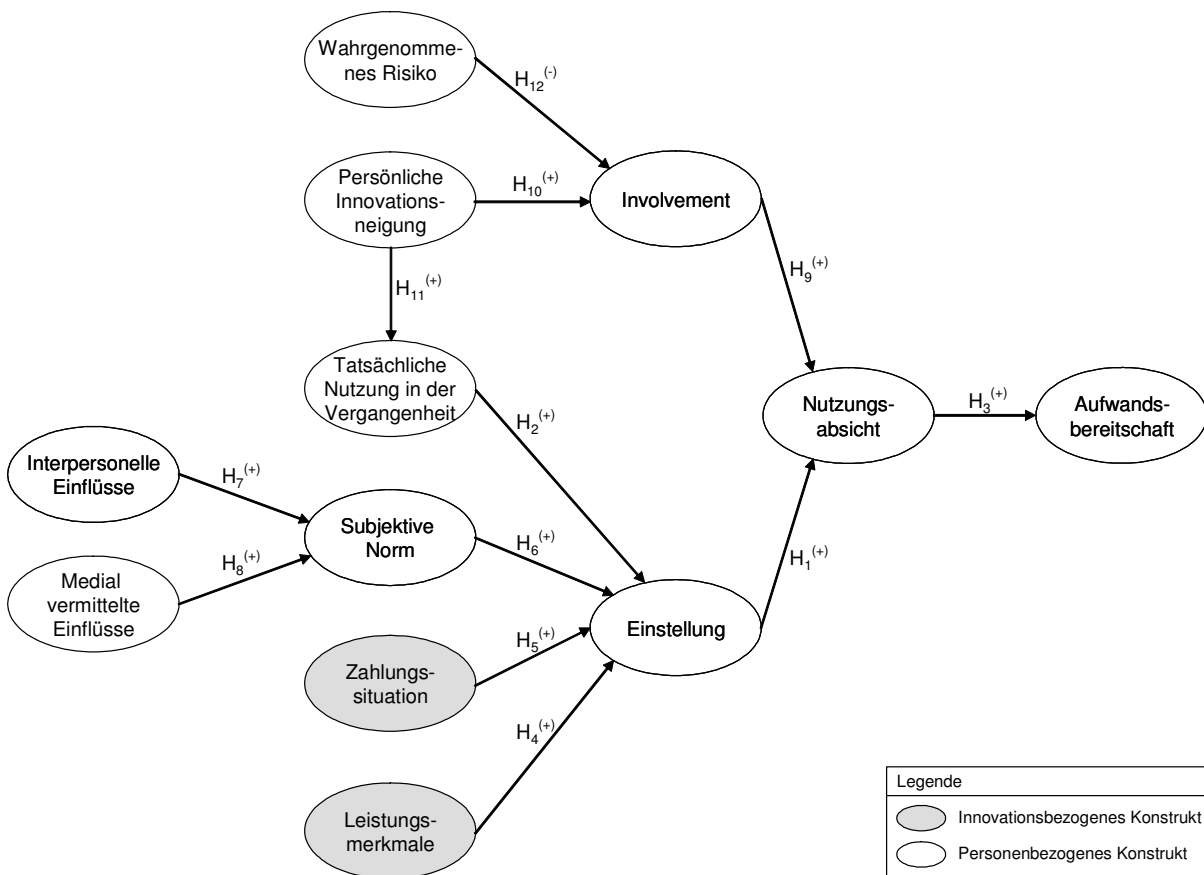 Wahrgenomme-
nes Risiko
H12(-)
Persönliche
Innovations-
neigung
H10(+)
Involvement
H11(+)
H9(+)
Tatsächliche
Nutzung in der
Vergangenheit
H2(+)
Nutzungs-
absicht
H3(+)
Aufwands-
bereitschaft
Interpersonelle
Einflüsse
H7(+)
Subjektive
Norm
H6(+)
H8(+)
Medial
vermittelte
Einflüsse
H1(+)
Einstellung
H5(+)
Zahlungs-
situation
H4(+)
Leistungs-
merkmale
Legende
Innovationsbezogenes Konstrukt
Personenbezogenes Konstrukt